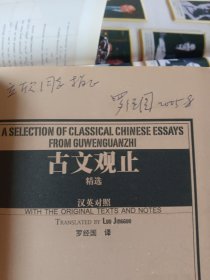 罗经国 2005.8
A SELECTION OF CLASSICAL CHINESE ESSAYS
FROM GUWENGUANZHI
古文观止
精选
汉英对照
WITH THE ORIGINAL TEXTS AND NOTES
TRANSLATED BY LUO JINGGUO
罗经国 译